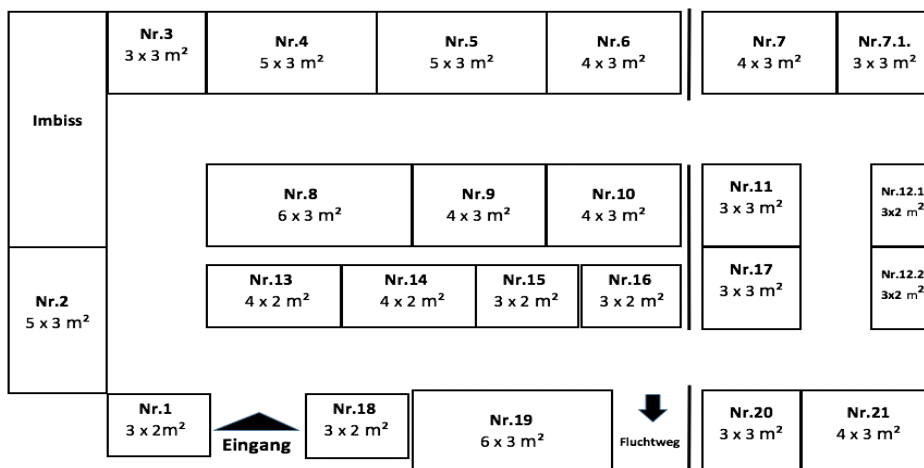 Nr.3
3 x 3 m²
Nr.4
5 x 3 m²
Nr.5
5 x 3 m²
Nr.6
4 x 3 m²
Nr.7
4 x 3 m²
Nr.7.1.
3 x 3 m²
Imbiss
Nr.8
6 x 3 m²
Nr.9
4 x 3 m²
Nr.10
4 x 3 m²
Nr.11
3 x 3 m²
Nr.12.1
3x2 m²
Nr.13
4 x 2 m²
Nr.14
4 x 2 m²
Nr.15
3 x 2 m²
Nr.16
3 x 2 m²
Nr.17
3 x 3 m²
Nr.12.2
3x2 m²
Nr.2
5 x 3 m²
Nr.1
3 x 2m²
Eingang
Nr.18
3 x 2 m²
Nr.19
6 x 3 m²
Fluchtweg
Nr.20
3 x 3 m²
Nr.21
4 x 3 m²